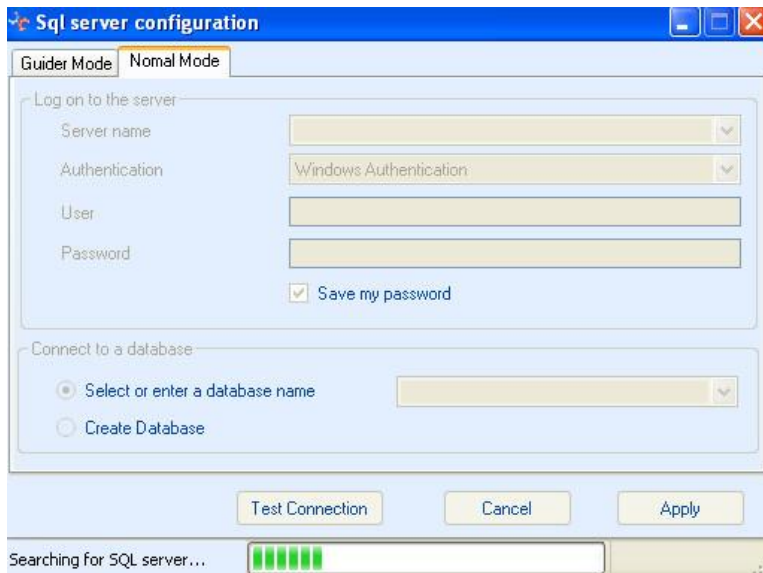 Sql server configuration
Guider Mode Nomal Mode
Log on to the server
Server name
Authentication Windows Authentication
User
Password
Save my password
Connect to a database
Select or enter a database name
Create Database
Test Connection Cancel Apply
Searching for SQL server...